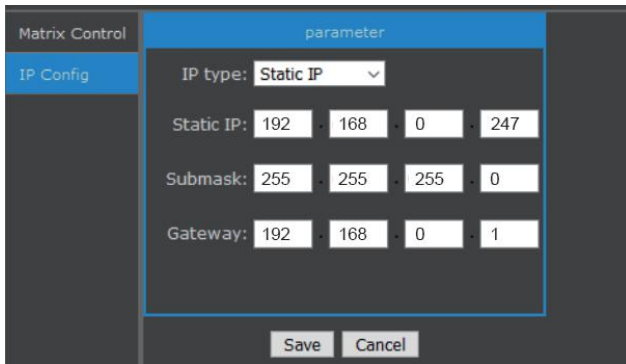 Matrix Control
IP Config
parameter
IP type: Static IP
Static IP: 192 . 168 . 0 . 247
Submask: 255 . 255 . 255 . 0
Gateway: 192 . 168 . 0 . 1
Save Cancel